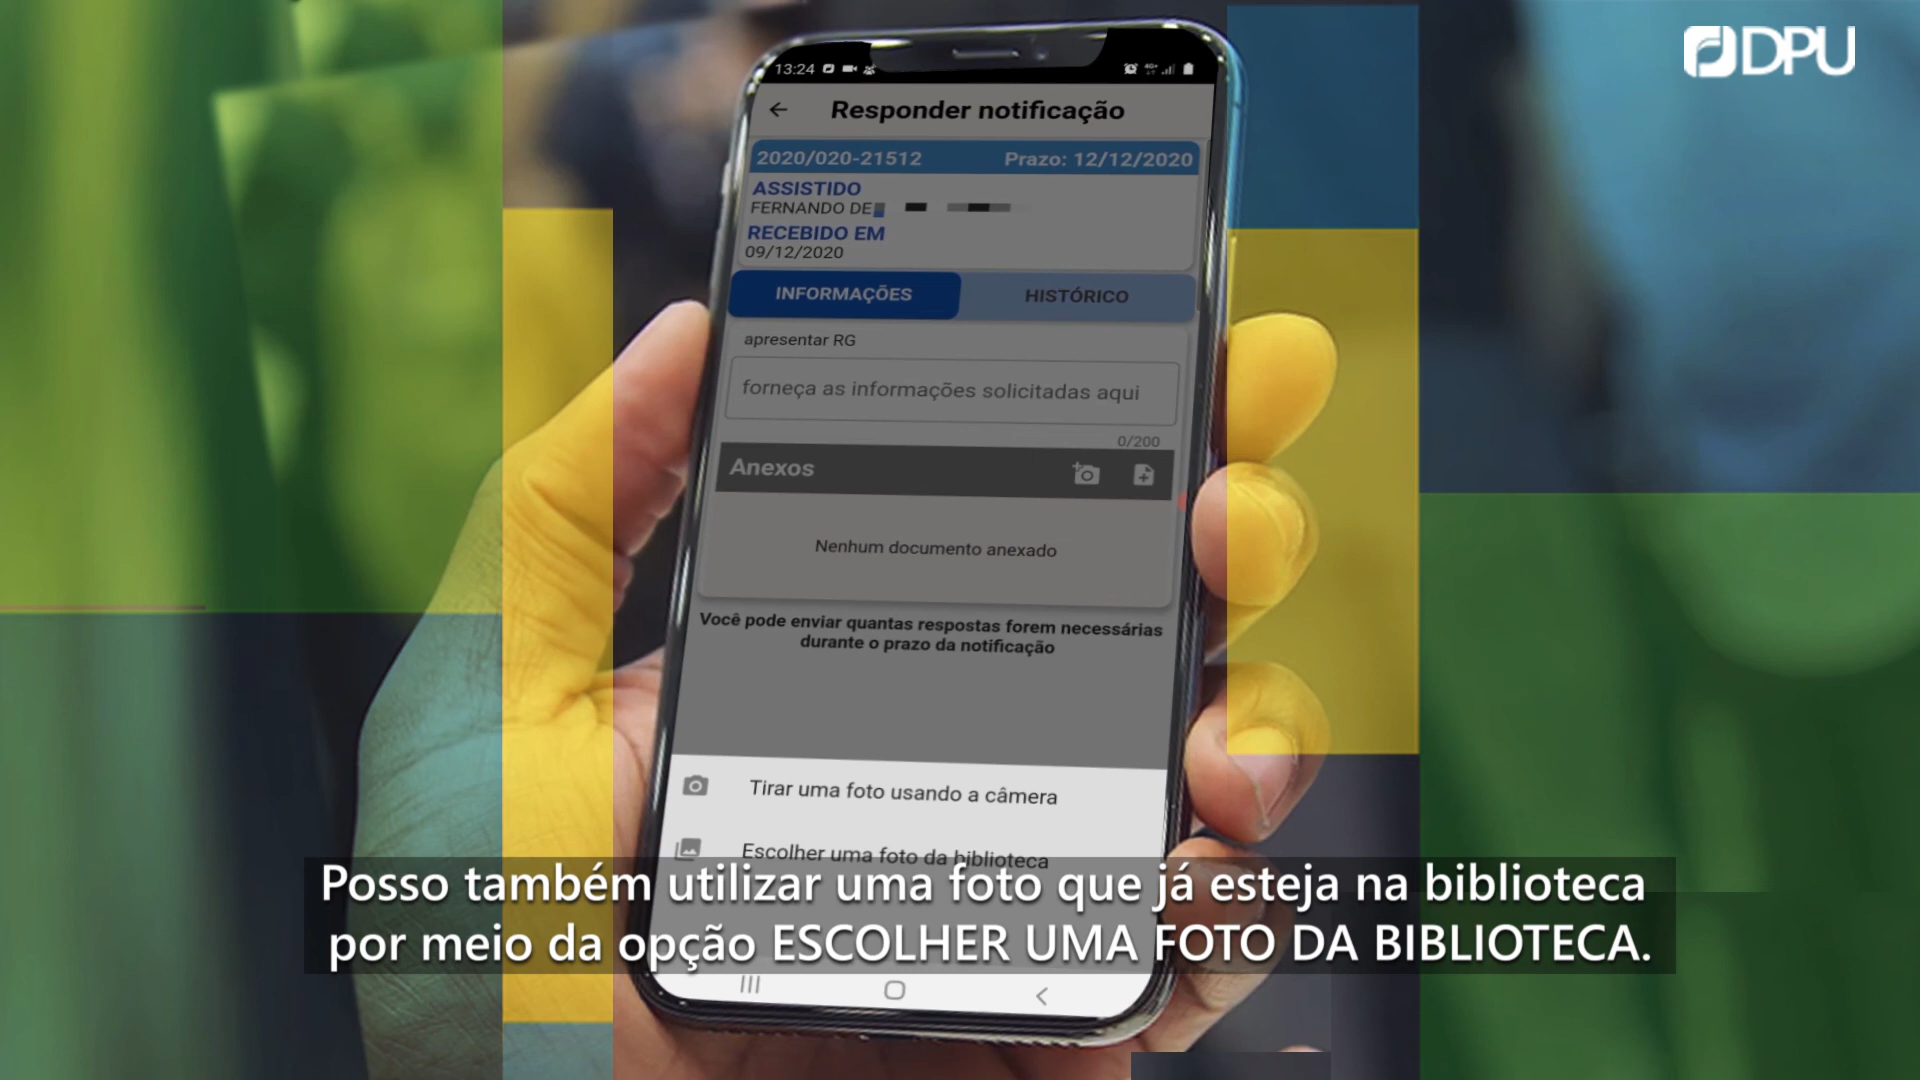 DPU
13:24
4G+
Responder notificação
2020/020-21512 Prazo: 12/12/2020
ASSISTIDO
FERNANDO DE
RECEBIDO EM
09/12/2020
INFORMAÇÕES HISTÓRICO
apresentar RG
forneça as informações solicitadas aqui
0/200
Anexos
Nenhum documento anexado
Você pode enviar quantas respostas forem necessárias
durante o prazo da notificação
Tirar uma foto usando a câmera
Escolher uma foto da biblioteca
Posso também utilizar uma foto que já esteja na biblioteca
por meio da opção ESCOLHER UMA FOTO DA BIBLIOTECA.